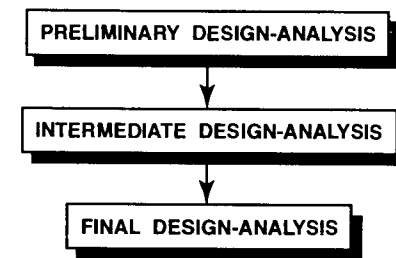 PRELIMINARY DESIGN-ANALYSIS
INTERMEDIATE DESIGN-ANALYSIS
FINAL DESIGN-ANALYSIS